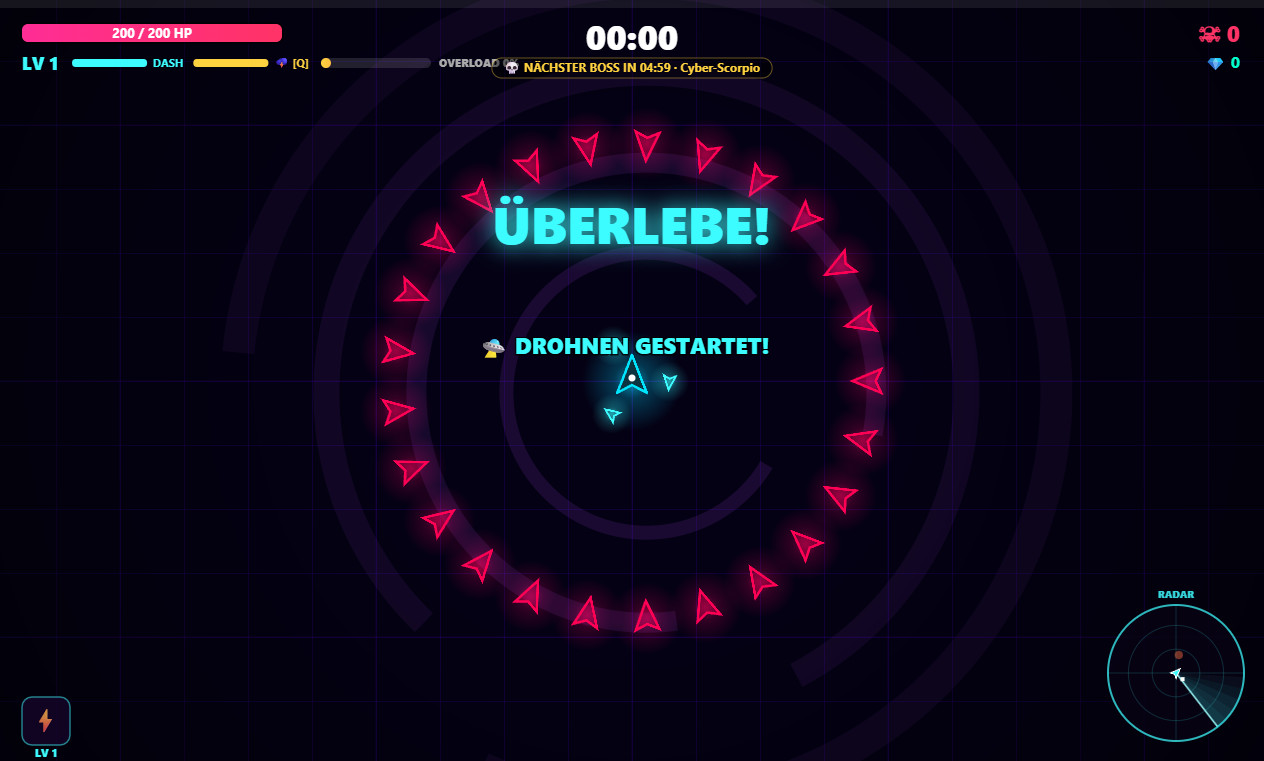 200 / 200 HP
00:00
0
LV 1
DASH
[Q]
OVERLOAD
NÄCHSTER BOSS IN 04:59 · Cyber-Scorpio
0
ÜBERLEBE!
DROHNEN GESTARTET!
RADAR
LV 1